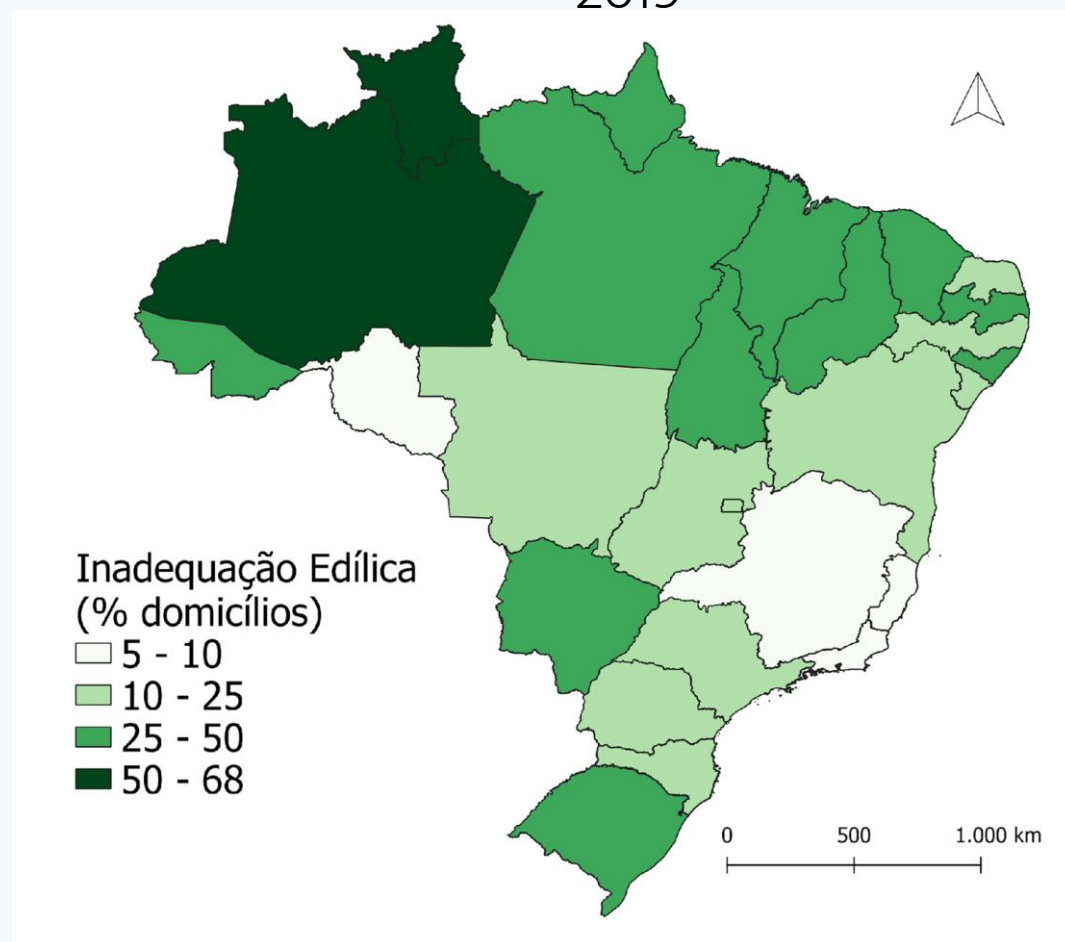 Inadequação Edílica
(% domicílios)
5 - 10
10 - 25
25 - 50
50 - 68
0 500 1.000 km